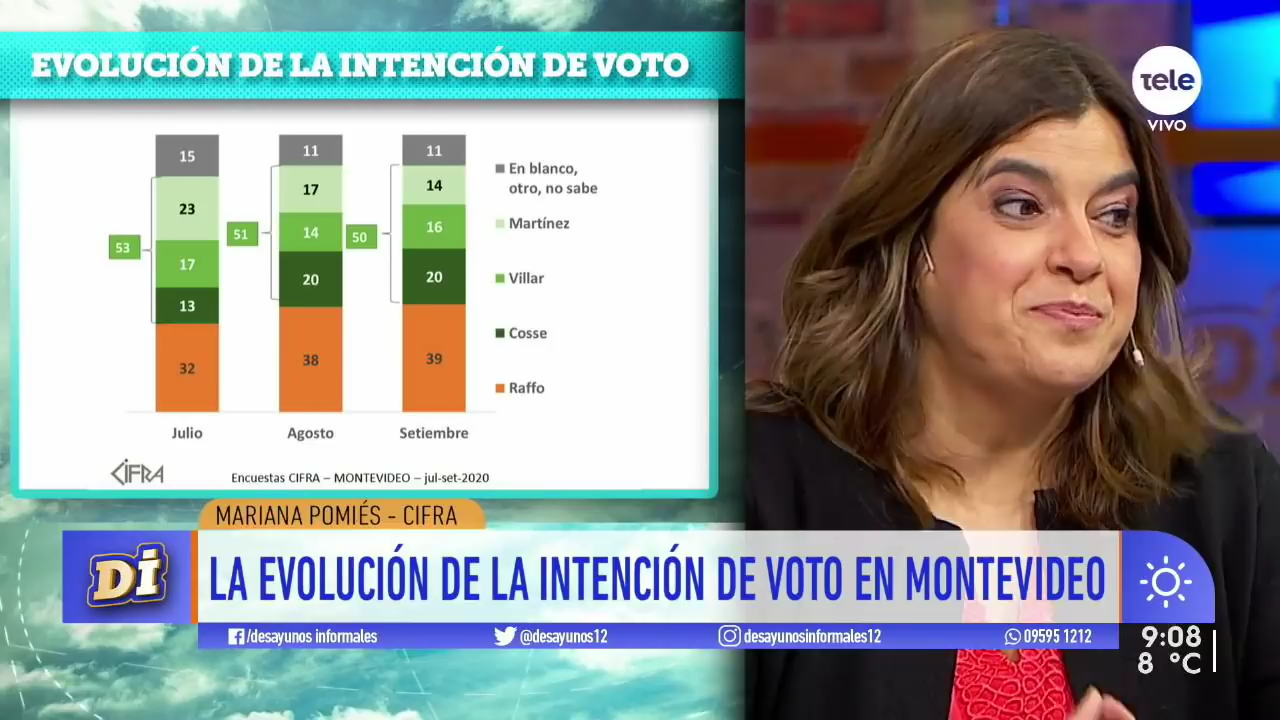 EVOLUCIÓN DE LA INTENCIÓN DE VOTO
tele
VIVO
15
11
11
23
17
14
53
51
50
17
14
16
13
20
20
32
38
39
Julio
Agosto
Setiembre
En blanco,
otro, no sabe
Martínez
Villar
Cosse
Raffo
CIFRA
Encuestas CIFRA – MONTEVIDEO – jul-set-2020
MARIANA POMIÉS - CIFRA
Di
LA EVOLUCIÓN DE LA INTENCIÓN DE VOTO EN MONTEVIDEO
/desayunos informales
@desayunos12
desayunosinformales12
09595 1212
9:08
8 °C